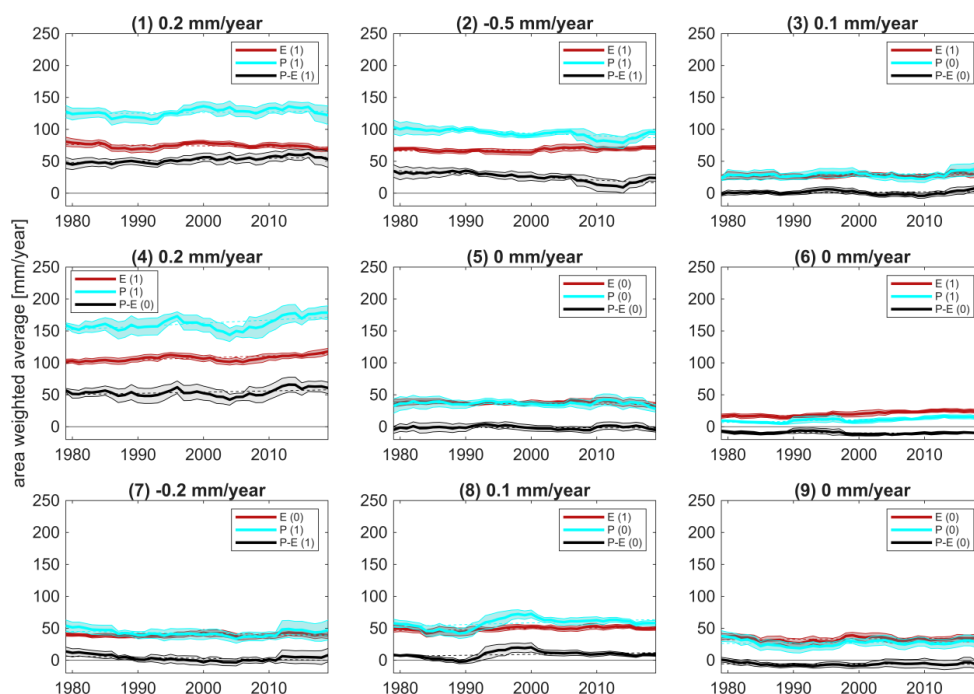 (1) 0.2 mm/year
(2) -0.5 mm/year
(3) 0.1 mm/year
250
200
150
100
50
0
E (1)
P (1)
P-E (1)
1980 1990 2000 2010
250
200
150
100
50
0
E (1)
P (1)
P-E (1)
1980 1990 2000 2010
250
200
150
100
50
0
E (1)
P (0)
P-E (0)
1980 1990 2000 2010
area weighted average [mm/year]
(4) 0.2 mm/year
(5) 0 mm/year
(6) 0 mm/year
250
200
150
100
50
0
E (1)
P (1)
P-E (0)
1980 1990 2000 2010
250
200
150
100
50
0
E (0)
P (0)
P-E (0)
1980 1990 2000 2010
250
200
150
100
50
0
E (1)
P (1)
P-E (0)
1980 1990 2000 2010
(7) -0.2 mm/year
(8) 0.1 mm/year
(9) 0 mm/year
250
200
150
100
50
0
E (0)
P (1)
P-E (1)
1980 1990 2000 2010
250
200
150
100
50
0
E (1)
P (0)
P-E (0)
1980 1990 2000 2010
250
200
150
100
50
0
E (0)
P (0)
P-E (0)
1980 1990 2000 2010